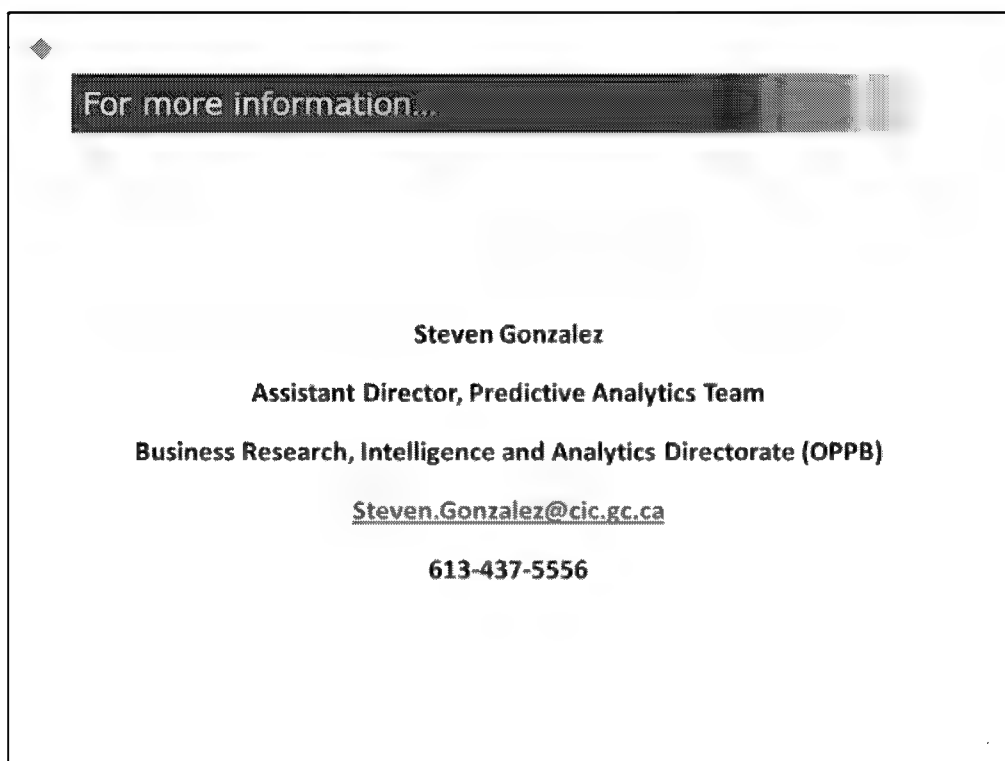 For more information...
Steven Gonzalez
Assistant Director, Predictive Analytics Team
Business Research, Intelligence and Analytics Directorate (OPPB)
Steven.Gonzalez@cic.gc.ca
613-437-5556